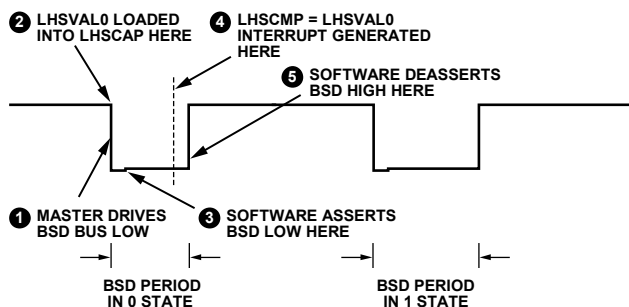 2 LHSVAL0 LOADED
INTO LHSCAP HERE
4 LHSCMP = LHSVAL0
INTERRUPT GENERATED
HERE
5 SOFTWARE DEASSERTS
BSD HIGH HERE
1 MASTER DRIVES
BSD BUS LOW
3 SOFTWARE ASSERTS
BSD LOW HERE
BSD PERIOD
IN 0 STATE
BSD PERIOD
IN 1 STATE